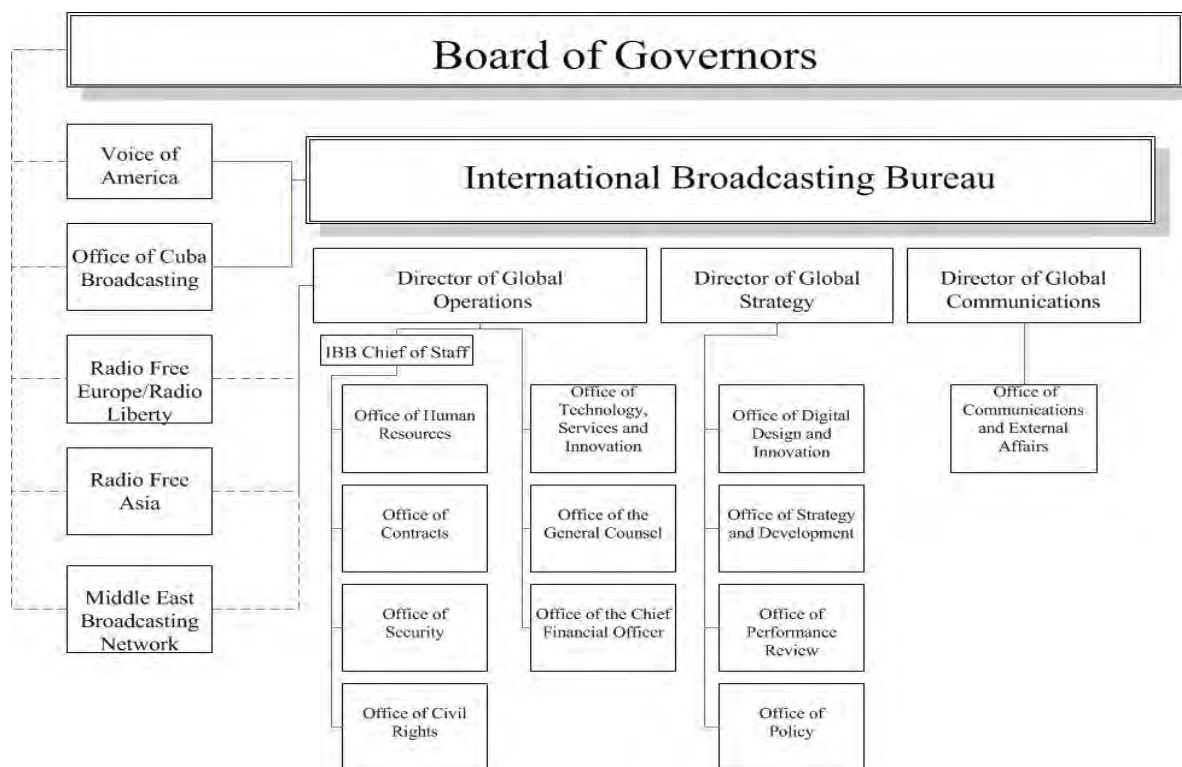 Board of Governors
Voice of
America
International Broadcasting Bureau
Office of Cuba
Broadcasting
Director of Global
Operations
Director of Global
Strategy
Director of Global
Communications
IBB Chief of Staff
Radio Free
Europe/Radio
Liberty
Office of Human
Resources
Office of
Technology,
Services and
Innovation
Office of Digital
Design and
Innovation
Office of
Communications
and External
Affairs
Radio Free
Asia
Office of
Contracts
Office of the
General Counsel
Office of Strategy
and Development
Middle East
Broadcasting
Network
Office of
Security
Office of the Chief
Financial Officer
Office of
Performance
Review
Office of Civil
Rights
Office of
Policy